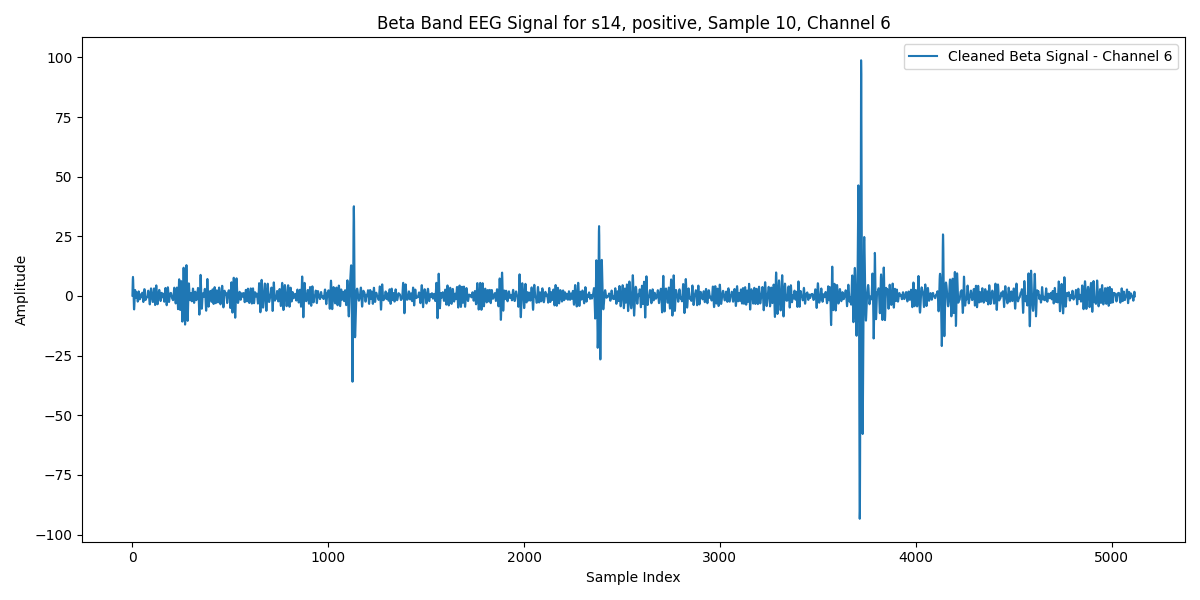 Beta Band EEG Signal for s14, positive, Sample 10, Channel 6
Cleaned Beta Signal - Channel 6
Amplitude
100
75
50
25
0
−25
−50
−75
−100
0 1000 2000 3000 4000 5000
Sample Index